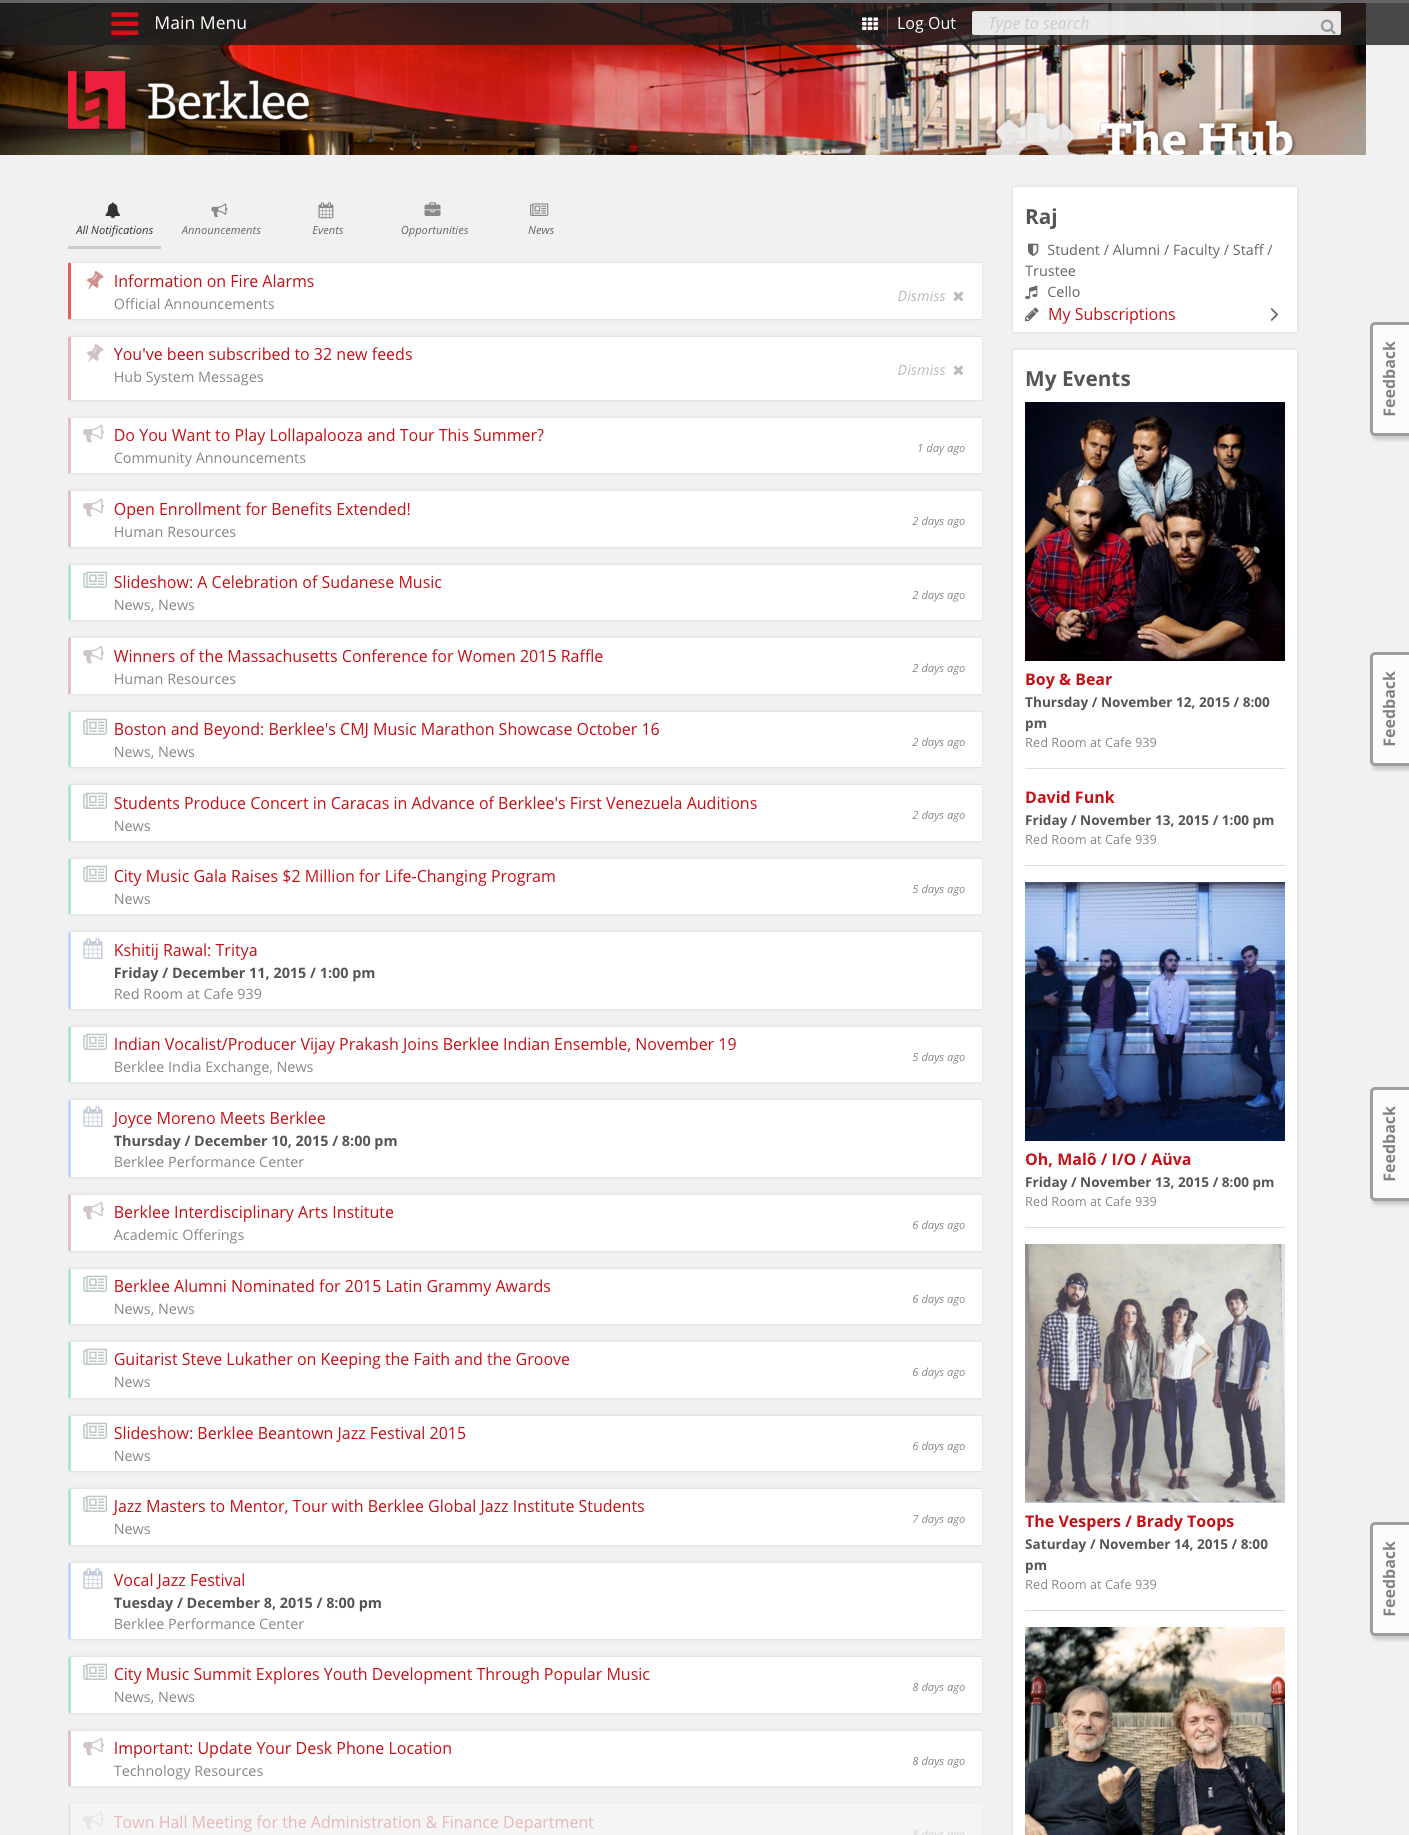 Main Menu
Log Out
Type to search
Berklee
The Hub
All Notifications
Announcements
Events
Opportunities
News
Information on Fire Alarms
Official Announcements
Dismiss
You've been subscribed to 32 new feeds
Hub System Messages
Dismiss
Do You Want to Play Lollapalooza and Tour This Summer?
Community Announcements
1 day ago
Open Enrollment for Benefits Extended!
Human Resources
2 days ago
Slideshow: A Celebration of Sudanese Music
News, News
2 days ago
Winners of the Massachusetts Conference for Women 2015 Raffle
Human Resources
2 days ago
Boston and Beyond: Berklee's CMJ Music Marathon Showcase October 16
News, News
2 days ago
Students Produce Concert in Caracas in Advance of Berklee's First Venezuela Auditions
News
2 days ago
City Music Gala Raises $2 Million for Life-Changing Program
News
5 days ago
Kshitij Rawal: Tritya
Friday / December 11, 2015 / 1:00 pm
Red Room at Cafe 939
Indian Vocalist/Producer Vijay Prakash Joins Berklee Indian Ensemble, November 19
Berklee India Exchange, News
5 days ago
Joyce Moreno Meets Berklee
Thursday / December 10, 2015 / 8:00 pm
Berklee Performance Center
Berklee Interdisciplinary Arts Institute
Academic Offerings
6 days ago
Berklee Alumni Nominated for 2015 Latin Grammy Awards
News, News
6 days ago
Guitarist Steve Lukather on Keeping the Faith and the Groove
News
6 days ago
Slideshow: Berklee Beantown Jazz Festival 2015
News
6 days ago
Jazz Masters to Mentor, Tour with Berklee Global Jazz Institute Students
News
7 days ago
Vocal Jazz Festival
Tuesday / December 8, 2015 / 8:00 pm
Berklee Performance Center
City Music Summit Explores Youth Development Through Popular Music
News, News
8 days ago
Important: Update Your Desk Phone Location
Technology Resources
8 days ago
Town Hall Meeting for the Administration & Finance Department
8 days ago
Raj
Student / Alumni / Faculty / Staff /
Trustee
Cello
My Subscriptions
My Events
Boy & Bear
Thursday / November 12, 2015 / 8:00
pm
Red Room at Cafe 939
David Funk
Friday / November 13, 2015 / 1:00 pm
Red Room at Cafe 939
Oh, Malô / I/O / Aüva
Friday / November 13, 2015 / 8:00 pm
Red Room at Cafe 939
The Vespers / Brady Toops
Saturday / November 14, 2015 / 8:00
pm
Red Room at Cafe 939
Feedback
Feedback
Feedback
Feedback